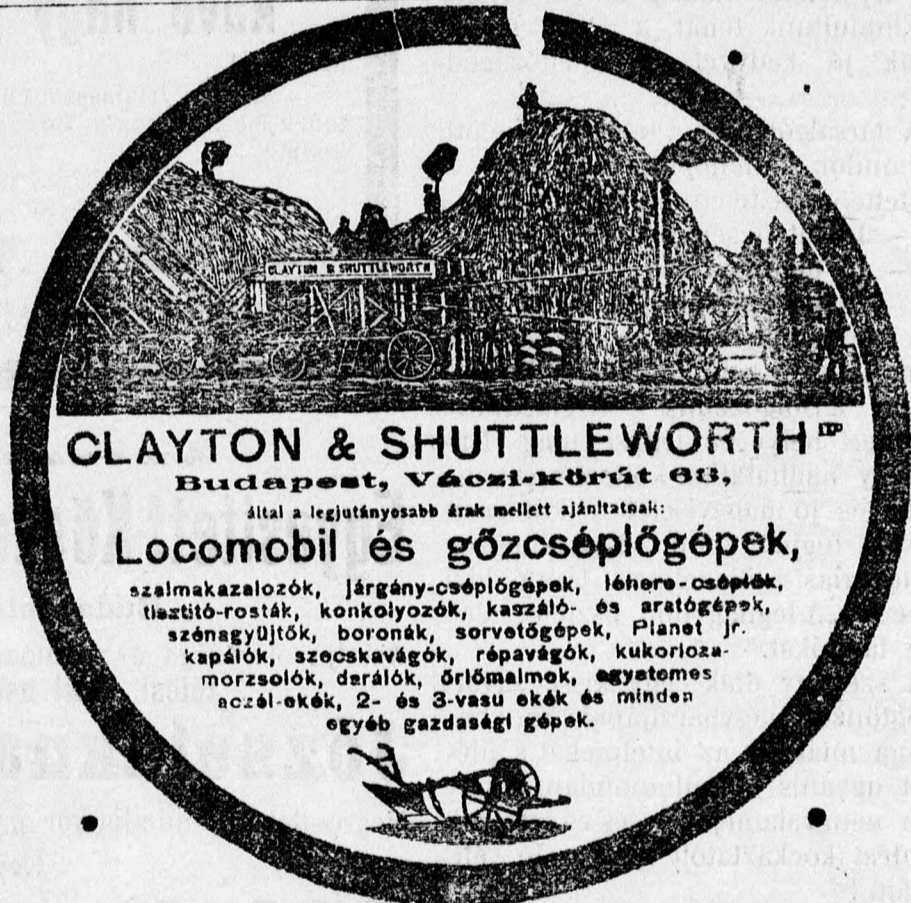 CLAYTON & SHUTTLEWORTH
CLAYTON & SHUTTLEWORTH
Budapest, Váczi-körút 63,
által a legjutányosabb árak mellett ajánltatnak:
Locomobil és gőzcséplőgépek,
szalmakazalozók, járgány-cséplőgépek, lóhere-cséplők,
tisztitó-rosták, konkolyozók, kaszáló- és aratógépek,
szénagyüjtők, boronák, sorvetőgépek, Planet jr.
kapálók, szecskavágók, répavágók, kukoricza-
morzsolók, darálók, őrlőmalmok, egyetemes
aczél-ekék, 2- és 3-vasu ekék és minden
egyéb gazdasági gépek.